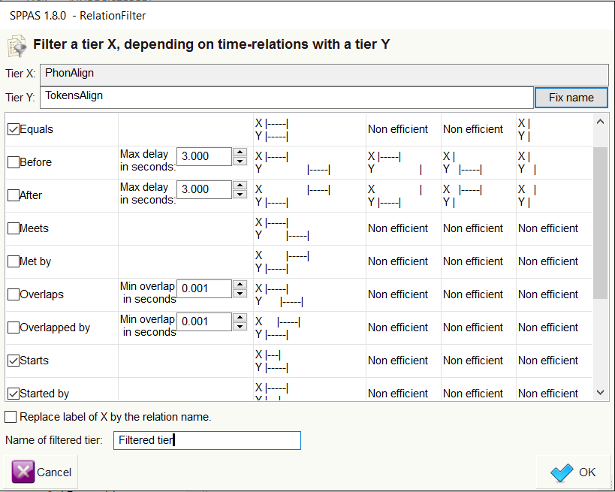 SPPAS 1.8.0 - RelationFilter
Filter a tier X, depending on time-relations with a tier Y
Tier X: PhonAlign
Tier Y: TokensAlign Fix name
Equals X |-----| Non efficient Non efficient X |
Y |-----| Y |
Before Max delay in seconds: 3.000 X |-----| X |-----| X | X |
Y |-----| Y | Y |-----| Y |
After Max delay in seconds: 3.000 X |-----| X | X |-----| X |
Y |-----| Y |-----| Y | Y |
Meets X |-----| Non efficient Non efficient Non efficient
Y |-----|
Met by X |-----| Non efficient Non efficient Non efficient
Y |-----|
Overlaps Min overlap in seconds 0.001 X |-----| Non efficient Non efficient Non efficient
Y |-----|
Overlapped by Min overlap in seconds 0.001 X |-----| Non efficient Non efficient Non efficient
Y |-----|
Starts X |---| Non efficient Non efficient Non efficient
Y |-----|
Started by X |-----| Non efficient Non efficient Non efficient
Replace label of X by the relation name.
Name of filtered tier: Filtered tier
Cancel OK